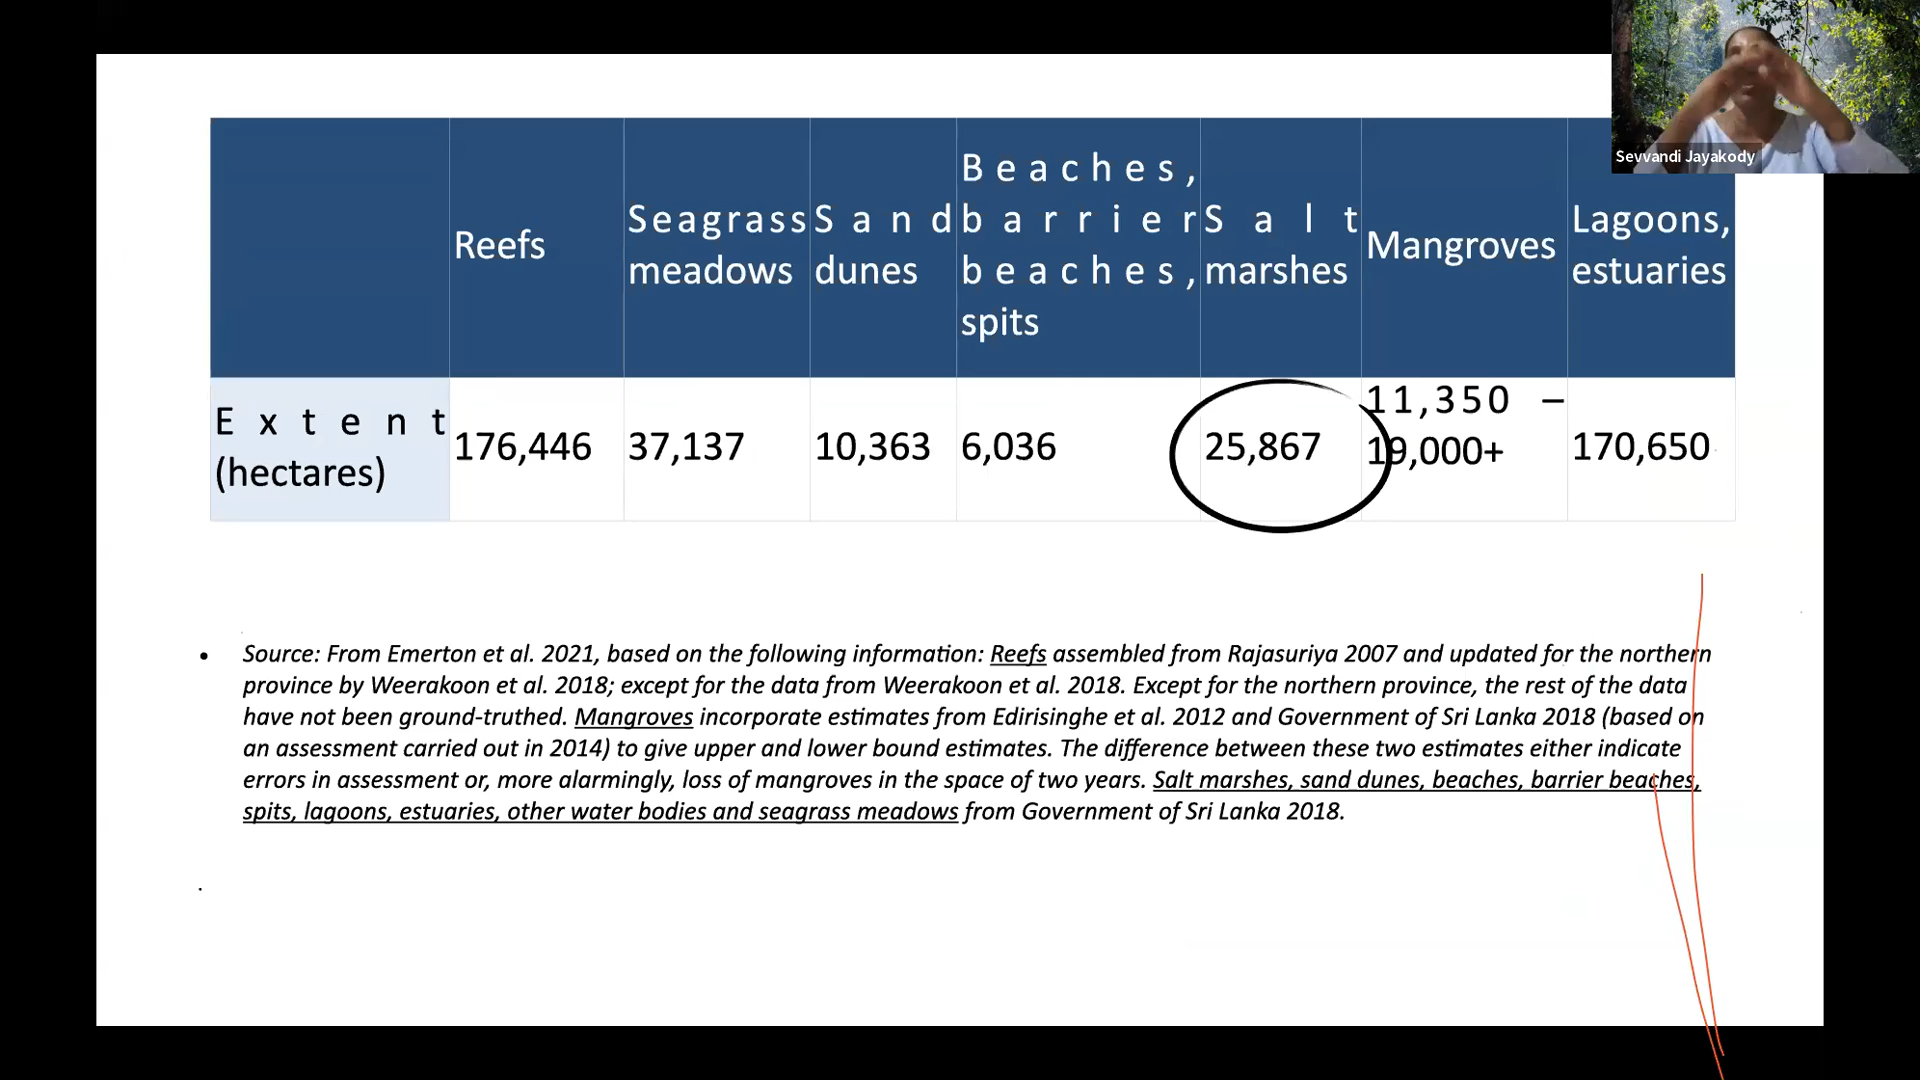 Sevvandi Jayakody
Reefs
Seagrass
meadows
Sand
dunes
Beaches,
barrier
beaches,
spits
Salt
marshes
Mangroves
Lagoons,
estuaries
Extent
(hectares)
176,446
37,137
10,363
6,036
25,867
11,350 –
19,000+
170,650
• Source: From Emerton et al. 2021, based on the following information: Reefs assembled from Rajasuriya 2007 and updated for the northern
province by Weerakoon et al. 2018; except for the data from Weerakoon et al. 2018. Except for the northern province, the rest of the data
have not been ground-truthed. Mangroves incorporate estimates from Edirisinghe et al. 2012 and Government of Sri Lanka 2018 (based on
an assessment carried out in 2014) to give upper and lower bound estimates. The difference between these two estimates either indicate
errors in assessment or, more alarmingly, loss of mangroves in the space of two years. Salt marshes, sand dunes, beaches, barrier beaches,
spits, lagoons, estuaries, other water bodies and seagrass meadows from Government of Sri Lanka 2018.